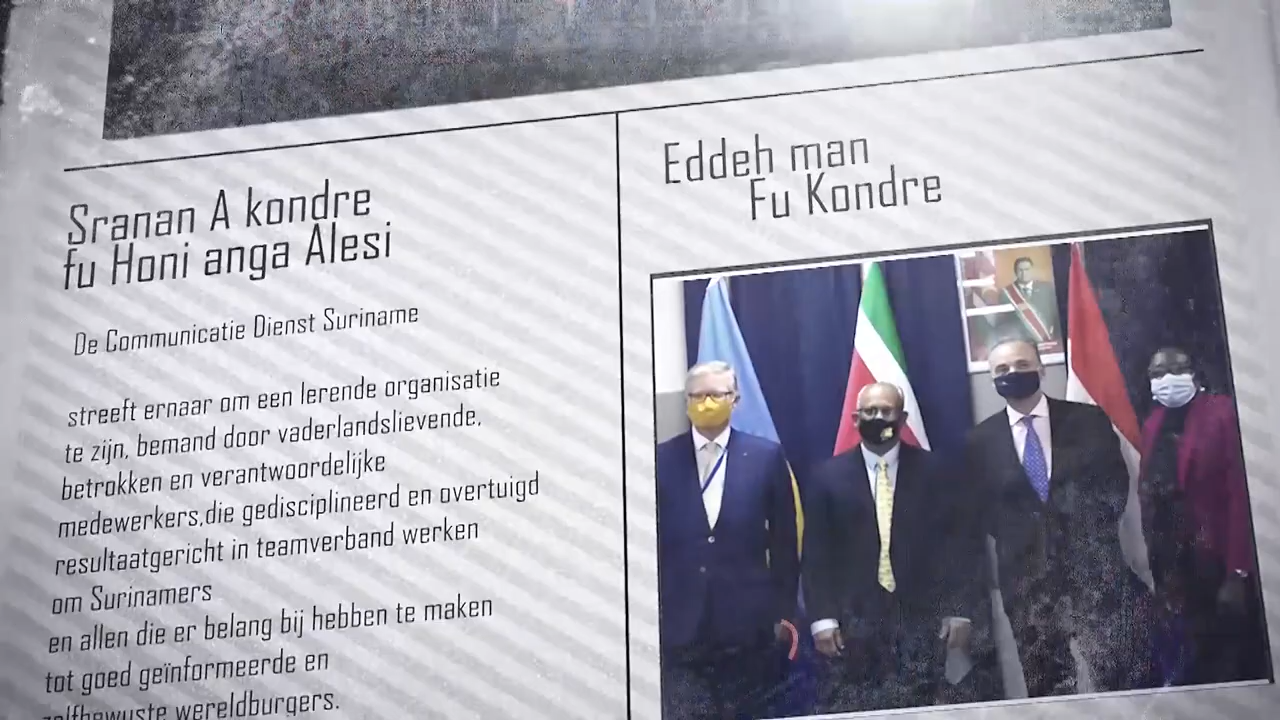 Sranan A kondre
fu Honi anga Alesi
De Communicatie Dienst Suriname
streeft ernaar om een lerende organisatie
te zijn, bemand door vaderlandslievende,
betrokken en verantwoordelijke
medewerkers,die gedisciplineerd en overtuigd
resultaatgericht in teamverband werken
om Surinamers
en allen die er belang bij hebben te maken
tot goed geïnformeerde en
zelfbewuste wereldburgers.
Eddeh man
Fu Kondre